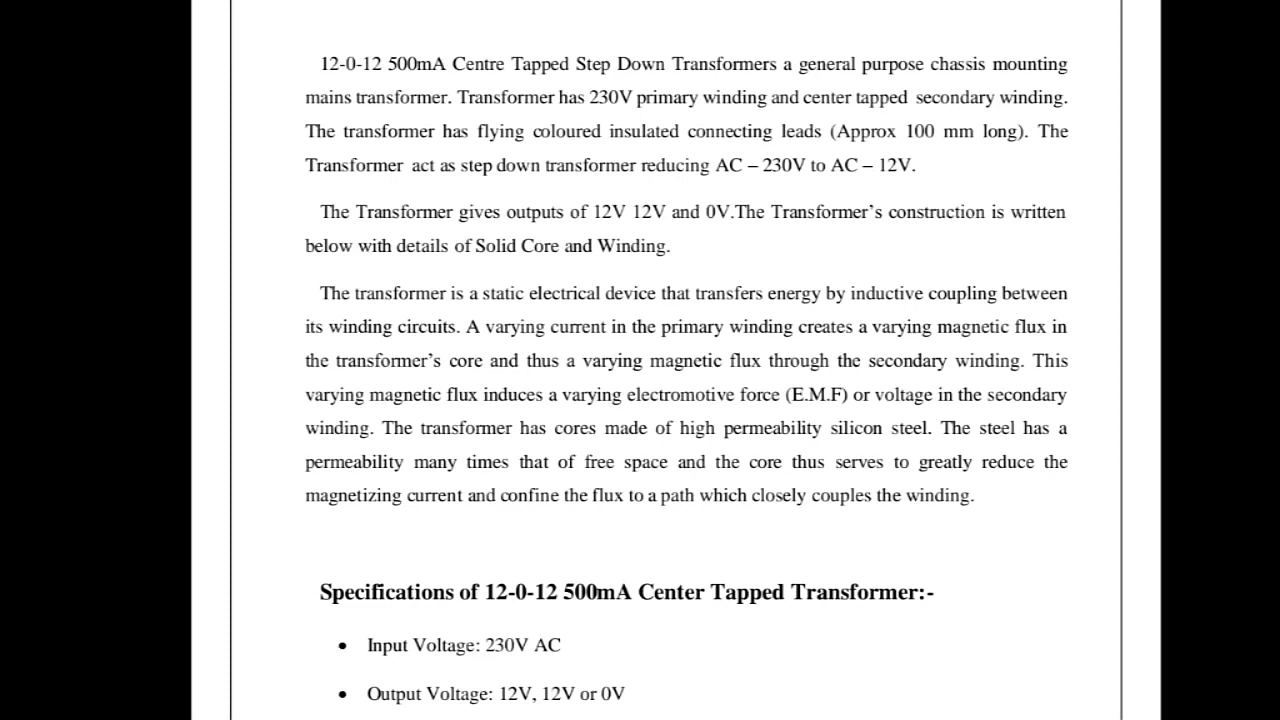 12-0-12 500mA Centre Tapped Step Down Transformers a general purpose chassis mounting
mains transformer. Transformer has 230V primary winding and center tapped secondary winding.
The transformer has flying coloured insulated connecting leads (Approx 100 mm long). The
Transformer act as step down transformer reducing AC – 230V to AC – 12V.
The Transformer gives outputs of 12V 12V and 0V.The Transformer’s construction is written
below with details of Solid Core and Winding.
The transformer is a static electrical device that transfers energy by inductive coupling between
its winding circuits. A varying current in the primary winding creates a varying magnetic flux in
the transformer’s core and thus a varying magnetic flux through the secondary winding. This
varying magnetic flux induces a varying electromotive force (E.M.F) or voltage in the secondary
winding. The transformer has cores made of high permeability silicon steel. The steel has a
permeability many times that of free space and the core thus serves to greatly reduce the
magnetizing current and confine the flux to a path which closely couples the winding.
Specifications of 12-0-12 500mA Center Tapped Transformer:-
• Input Voltage: 230V AC
• Output Voltage: 12V, 12V or 0V